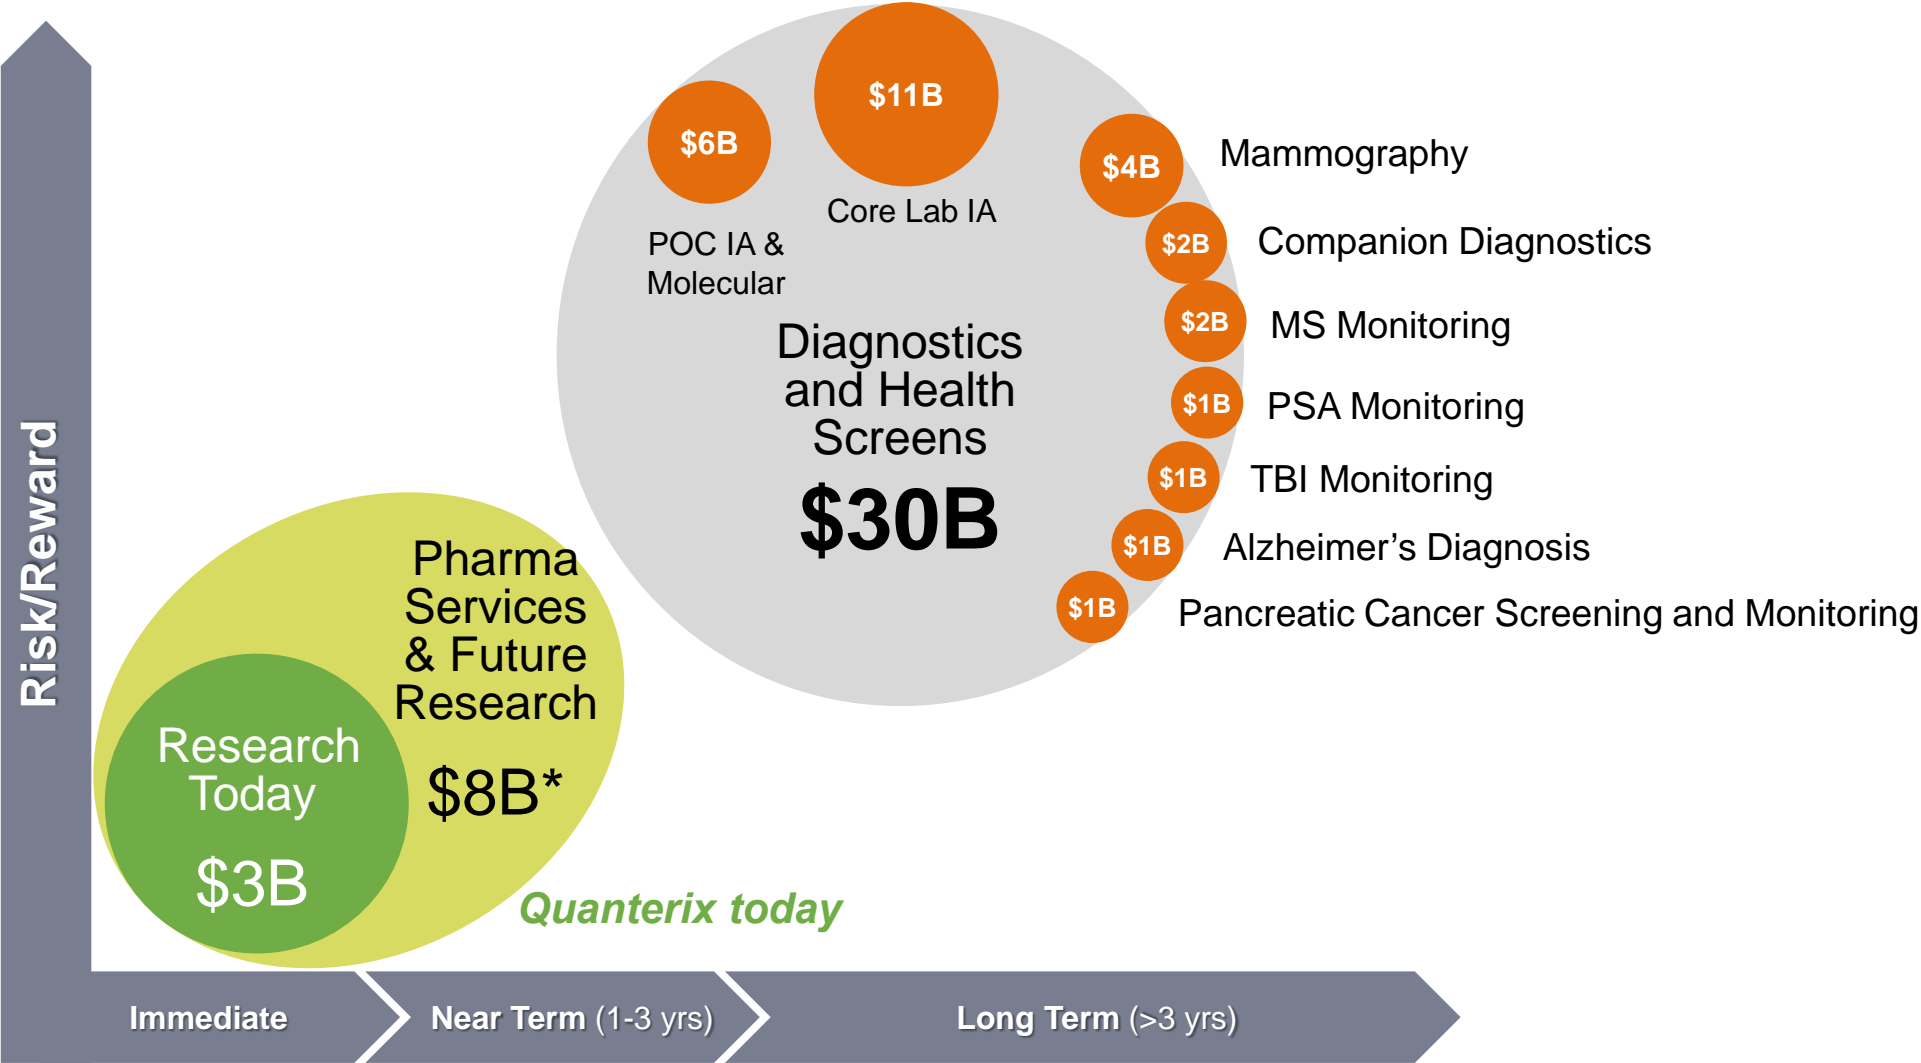 Risk/Reward
$6B
POC IA &
Molecular
$11B
Core Lab IA
$4B
Mammography
$2B
Companion Diagnostics
$2B
MS Monitoring
$1B
PSA Monitoring
$1B
TBI Monitoring
$1B
Alzheimer’s Diagnosis
$1B
Pancreatic Cancer Screening and Monitoring
Diagnostics
and Health
Screens
$30B
Pharma
Services
& Future
Research
$8B*
Research
Today
$3B
Quanterix today
Immediate
Near Term (1-3 yrs)
Long Term (>3 yrs)